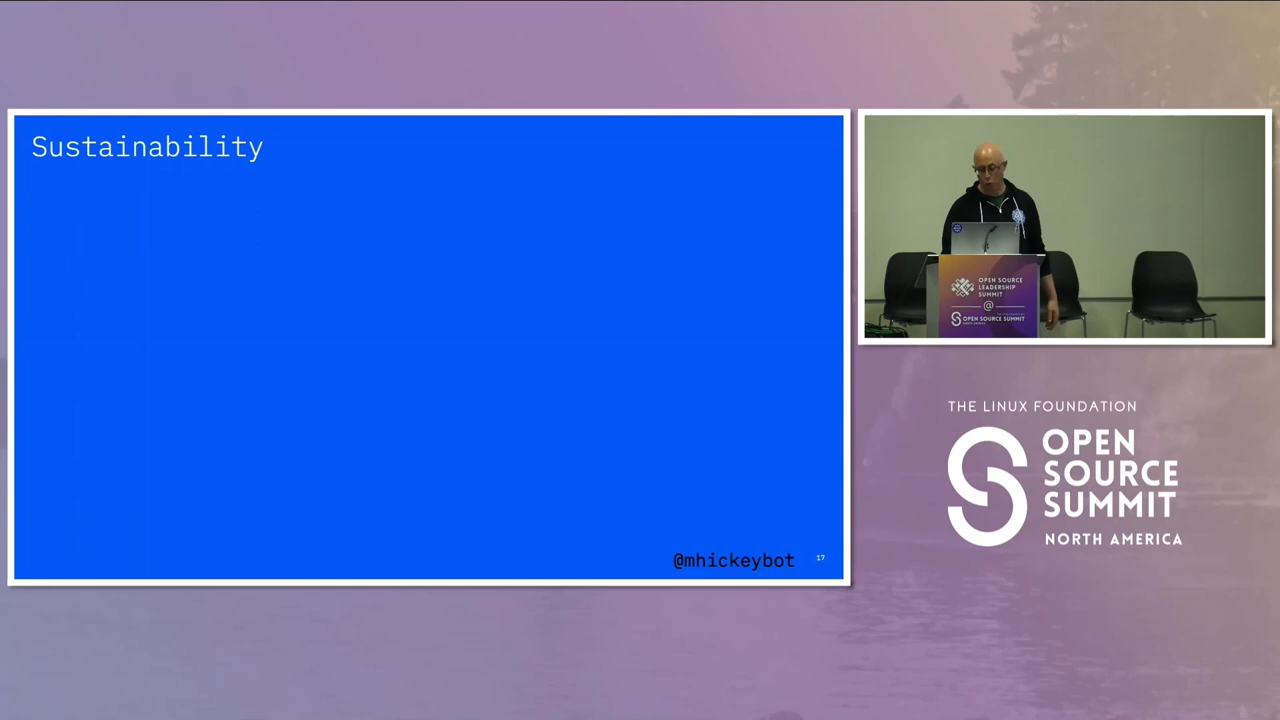 Sustainability
@mhickeybot
17
OPEN SOURCE
LEADERSHIP
SUMMIT
@
OPEN SOURCE SUMMIT
THE LINUX FOUNDATION
OPEN
SOURCE
SUMMIT
NORTH AMERICA